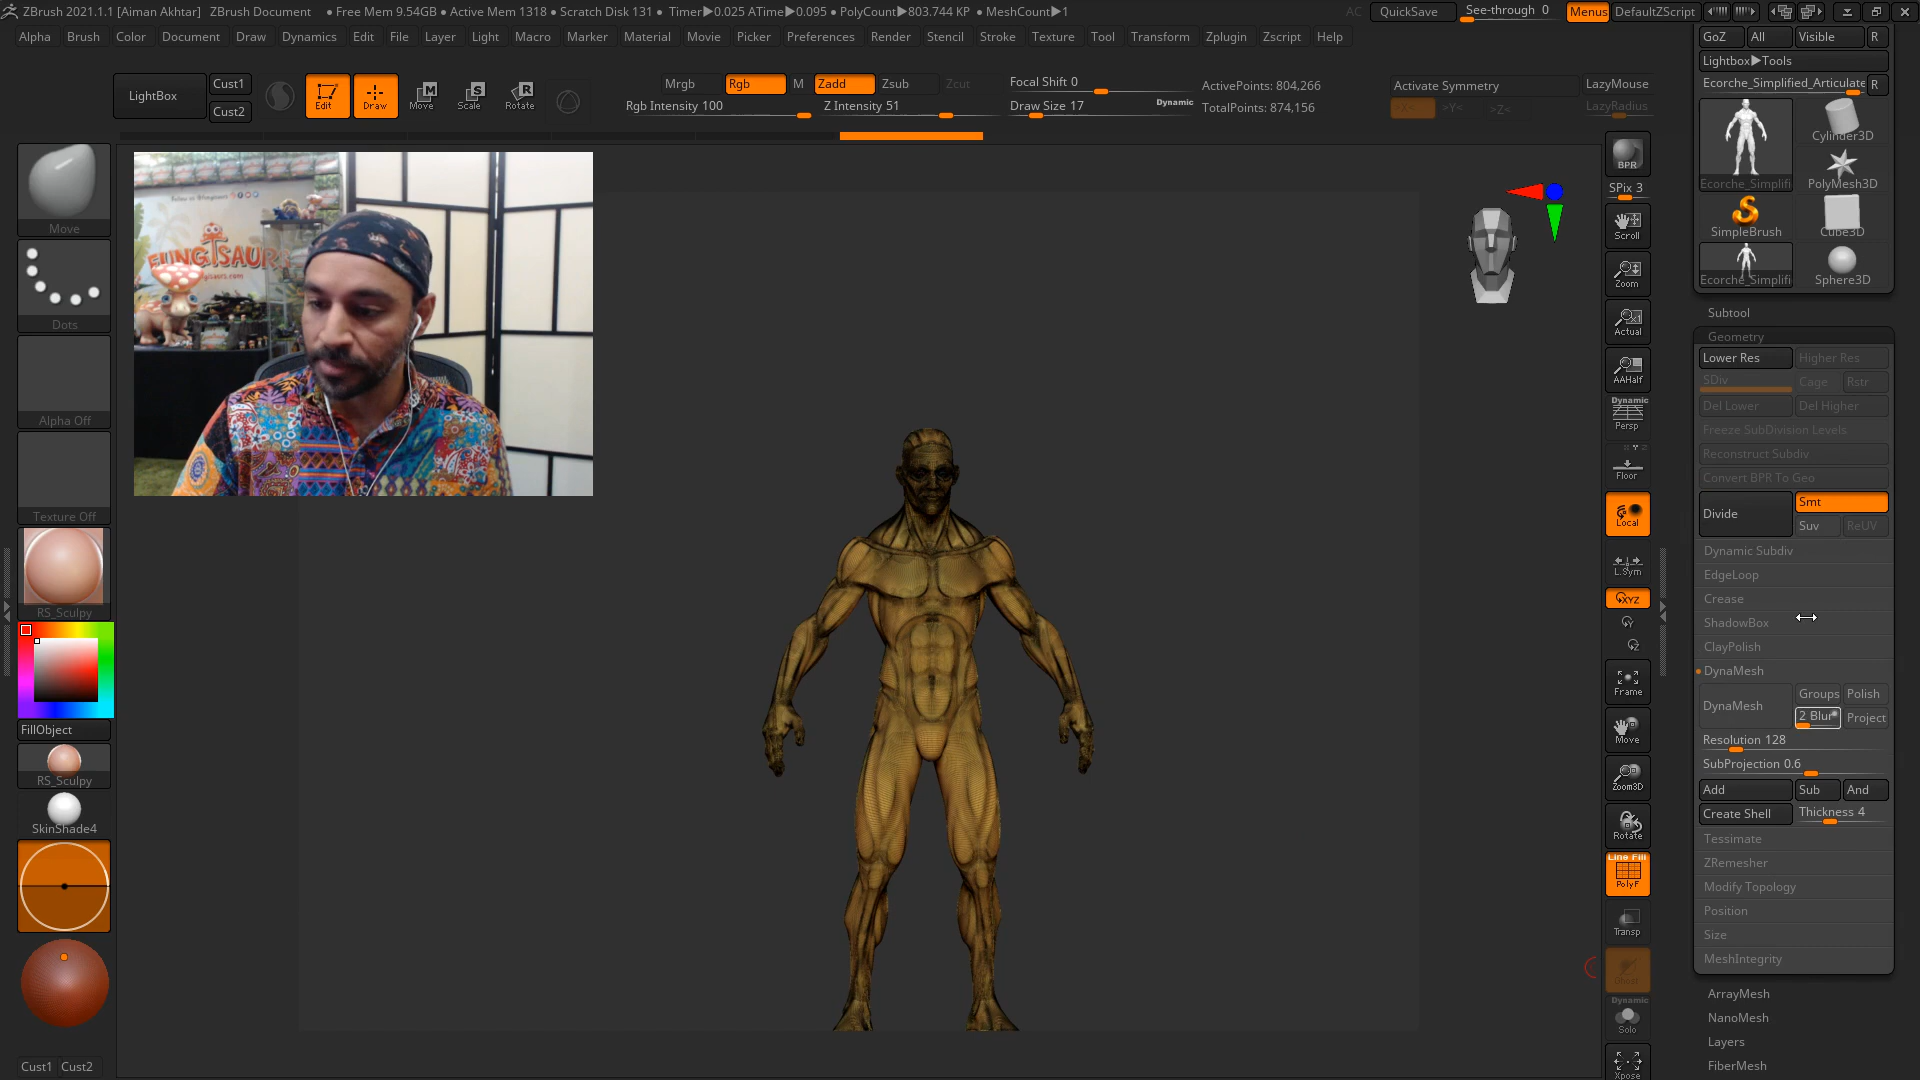 ZBrush 2021.1.1 [Aiman Akhtar] ZBrush Document • Free Mem 9.54GB • Active Mem 1318 • Scratch Disk 131 • Timer▶0.025 ATime▶0.095 • PolyCount▶803.744 KP • MeshCount▶1 AC QuickSave See-through 0 Menus DefaultZScript
Alpha Brush Color Document Draw Dynamics Edit File Layer Light Macro Marker Material Movie Picker Preferences Render Stencil Stroke Texture Tool Transform Zplugin Zscript Help
LightBox
Cust1
Cust2
Edit
Draw
Move
Scale
Rotate
Mrgb Rgb M Zadd Zsub Zcut
Rgb Intensity 100 Z Intensity 51
Focal Shift 0
Draw Size 17 Dynamic
ActivePoints: 804,266
TotalPoints: 874,156
Activate Symmetry
>X< >Y< >Z<
LazyMouse
LazyRadius
Move
Dots
Alpha Off
Texture Off
RS_Sculpy
FillObject
RS_Sculpy
SkinShade4
Cust1 Cust2
FUNGISAURS
BPR
SPix 3
Scroll
Zoom
Actual
AAHalf
Dynamic
Persp
Floor
Local
L.Sym
XYZ
Y
Z
Frame
Move
Zoom3D
Rotate
Line Fill
PolyF
Transp
Ghost
Dynamic
Solo
Xpose
GoZ All Visible R
Lightbox▶Tools
Ecorche_Simplified_Articulate R
Ecorche_Simplifi
Cylinder3D
PolyMesh3D
SimpleBrush
Cube3D
Ecorche_Simplifi
Sphere3D
Subtool
Geometry
Lower Res Higher Res
SDiv Cage Rstr
Del Lower Del Higher
Freeze SubDivision Levels
Reconstruct Subdiv
Convert BPR To Geo
Divide Smt
Suv ReUV
Dynamic Subdiv
EdgeLoop
Crease
ShadowBox
ClayPolish
DynaMesh
DynaMesh Groups Polish
2 Blur Project
Resolution 128
SubProjection 0.6
Add Sub And
Create Shell Thickness 4
Tessimate
ZRemesher
Modify Topology
Position
Size
MeshIntegrity
ArrayMesh
NanoMesh
Layers
FiberMesh